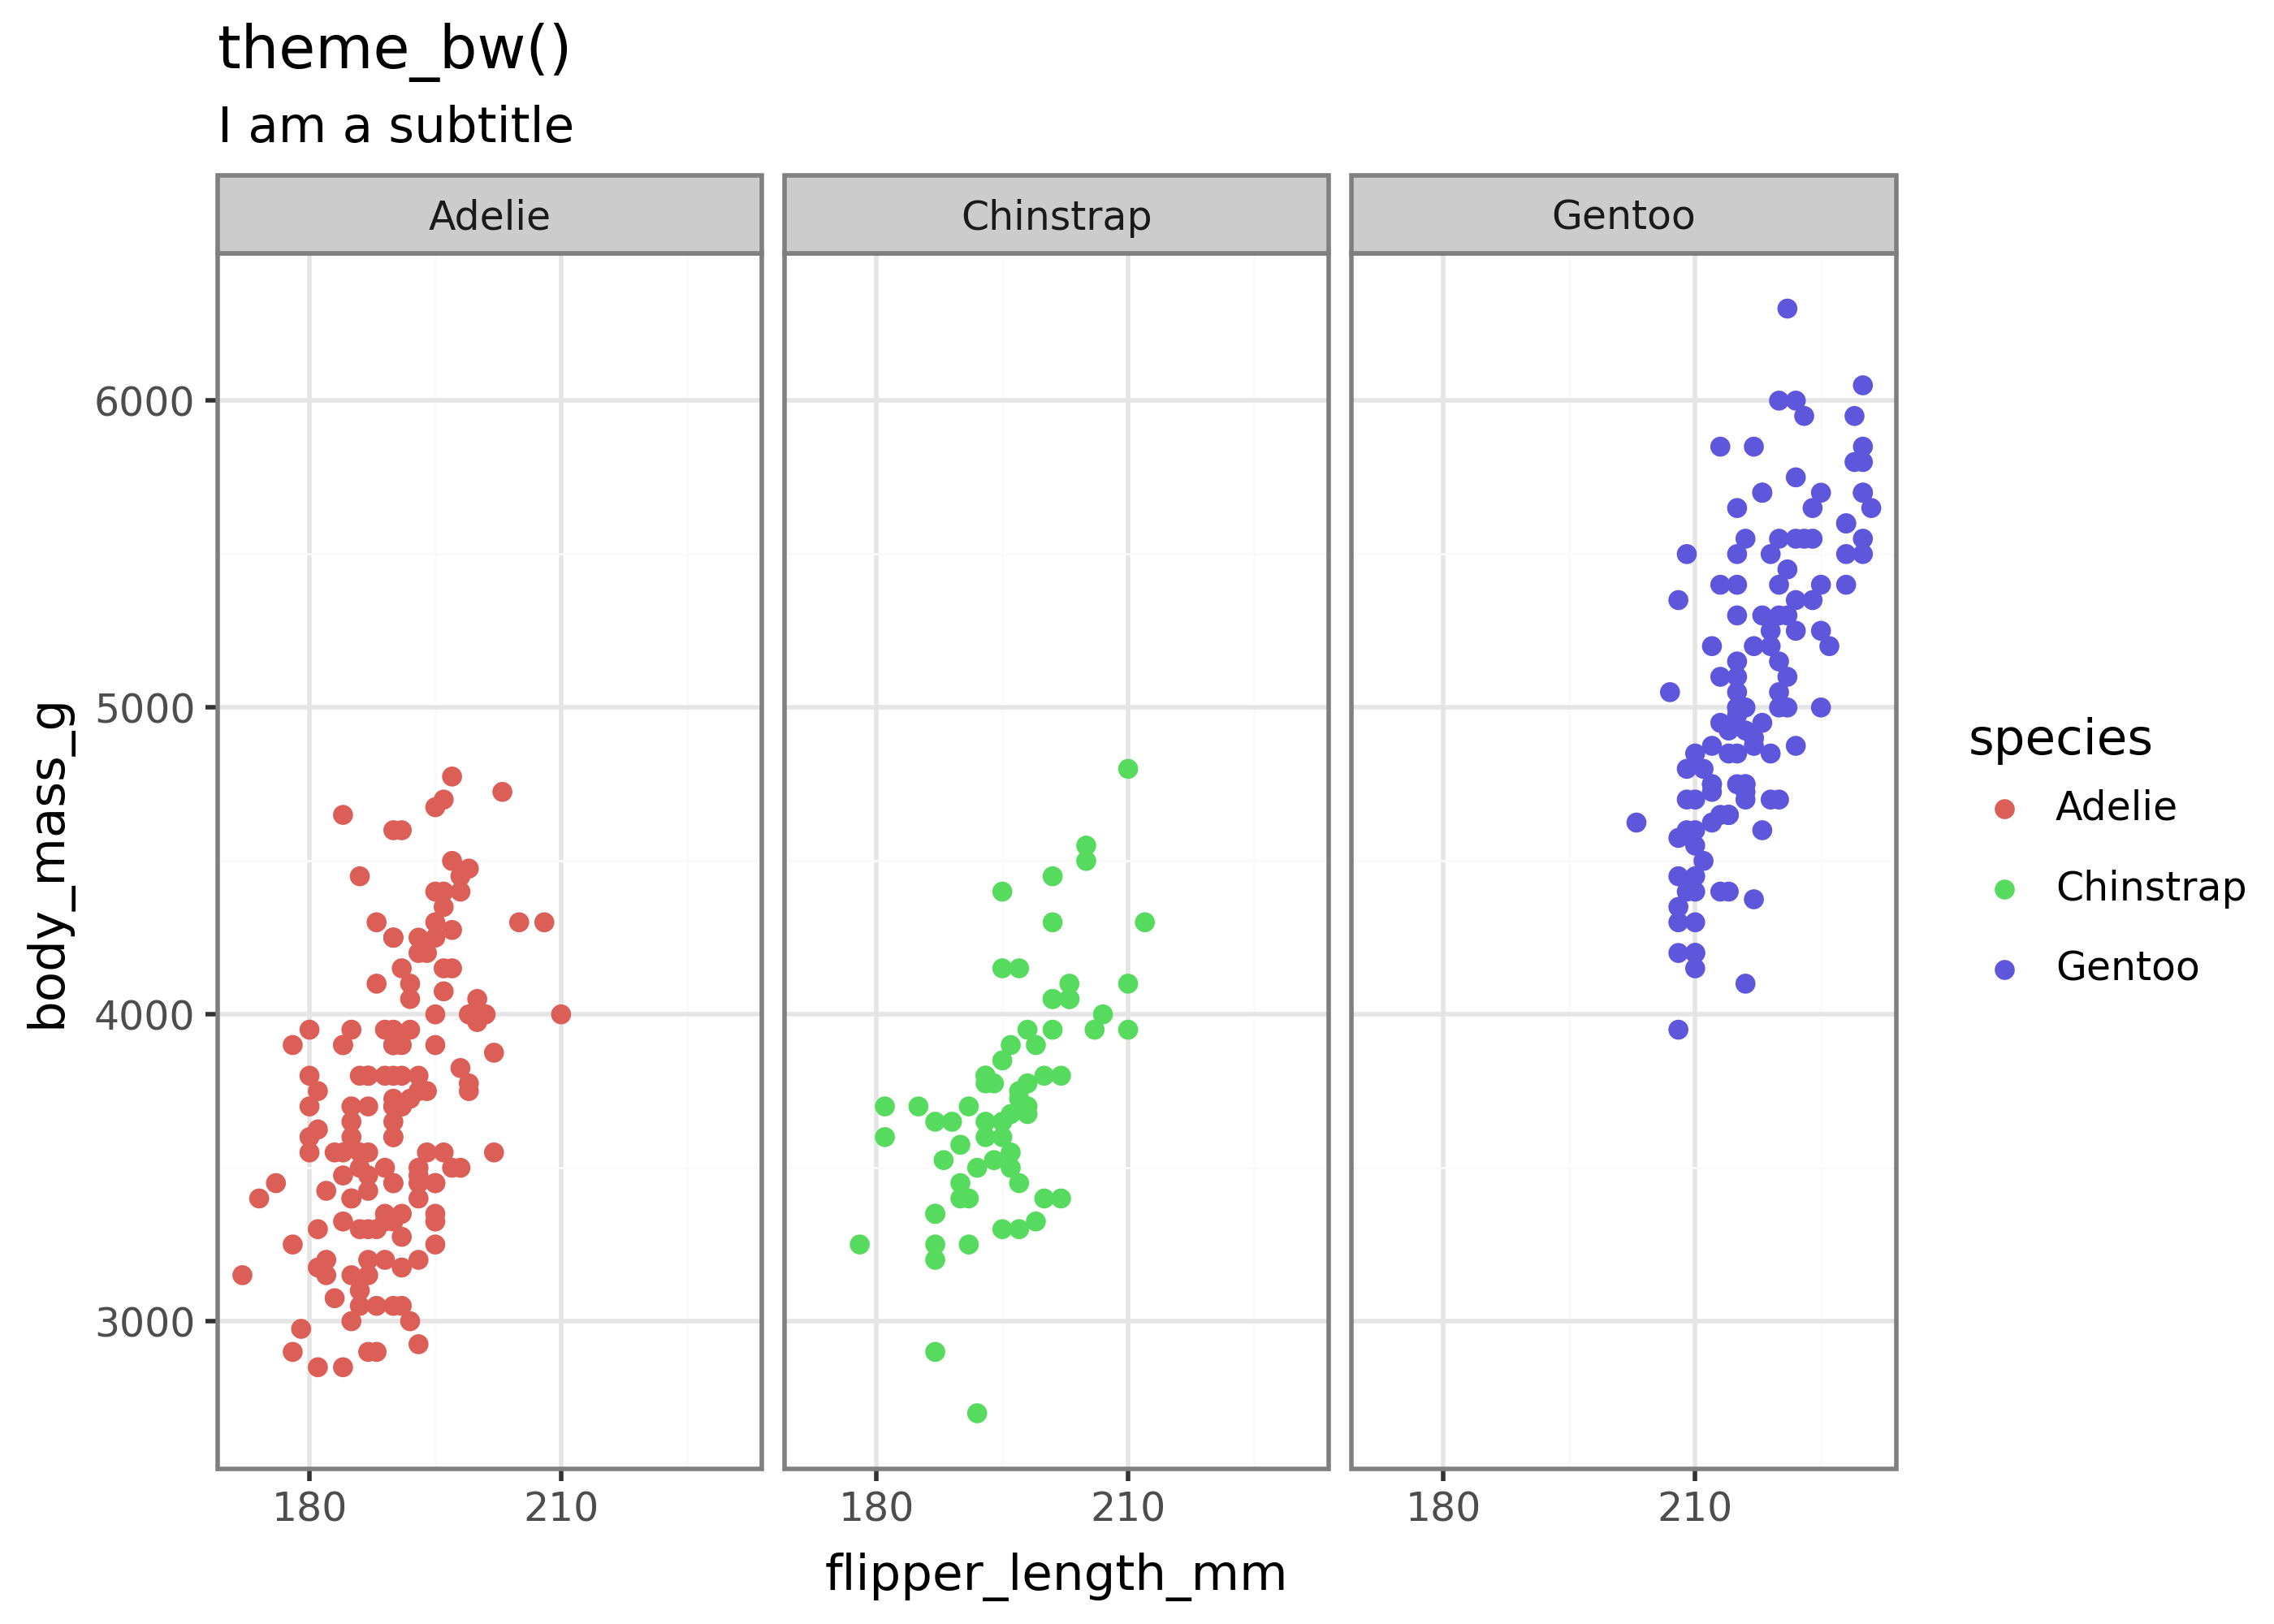 theme_bw()
I am a subtitle
Adelie
Chinstrap
Gentoo
6000
5000
4000
3000
body_mass_g
180
210
180
210
180
210
flipper_length_mm
species
Adelie
Chinstrap
Gentoo